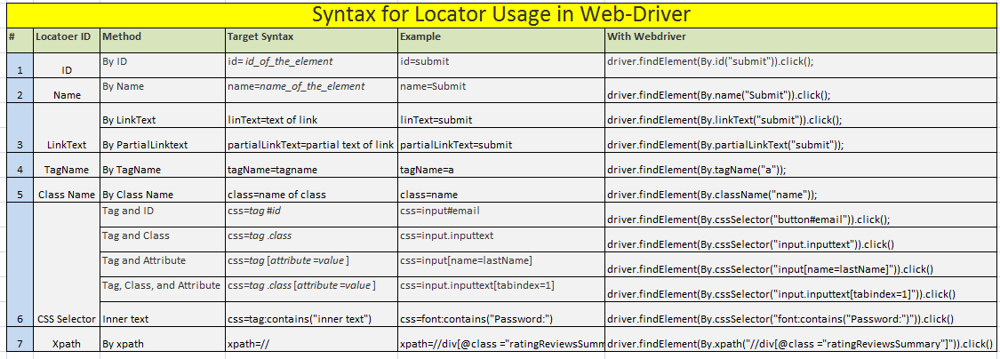 Syntax for Locator Usage in Web-Driver
# Locatoer ID Method Target Syntax Example With Webdriver
1 ID By ID id= id_of_the_element id=submit driver.findElement(By.id("submit")).click();
2 Name By Name name=name_of_the_element name=Submit driver.findElement(By.name("Submit")).click();
By LinkText linText=text of link linText=submit driver.findElement(By.linkText("submit")).click();
3 LinkText By PartialLinktext partialLinkText=partial text of link partialLinkText=submit driver.findElement(By.partialLinkText("submit"));
4 TagName By TagName tagName=tagname tagName=a driver.findElement(By.tagName("a"));
5 Class Name By Class Name class=name of class class=name driver.findElement(By.className("name"));
Tag and ID css=tag #id css=input#email driver.findElement(By.cssSelector("button#email")).click();
Tag and Class css=tag .class css=input.inputtext driver.findElement(By.cssSelector("input.inputtext")).click()
Tag and Attribute css=tag [attribute =value ] css=input[name=lastName] driver.findElement(By.cssSelector("input[name=lastName]")).click()
Tag, Class, and Attribute css=tag .class [attribute =value ] css=input.inputtext[tabindex=1] driver.findElement(By.cssSelector("input.inputtext[tabindex=1]")).click()
6 CSS Selector Inner text css=tag:contains("inner text") css=font:contains("Password:") driver.findElement(By.cssSelector("font:contains("Password:")")).click()
7 Xpath By xpath xpath=// xpath=//div[@class ="ratingReviewsSumm driver.findElement(By.xpath("//div[@class ="ratingReviewsSummary"]")).click()